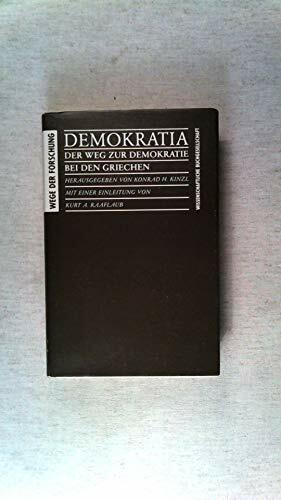 WEGE DER FORSCHUNG
DEMOKRATIA
DER WEG ZUR DEMOKRATIE
BEI DEN GRIECHEN
HERAUSGEGEBEN VON KONRAD H. KINZL
MIT EINER EINLEITUNG VON
KURT A. RAAFLAUB
WISSENSCHAFTLICHE BUCHGESELLSCHAFT